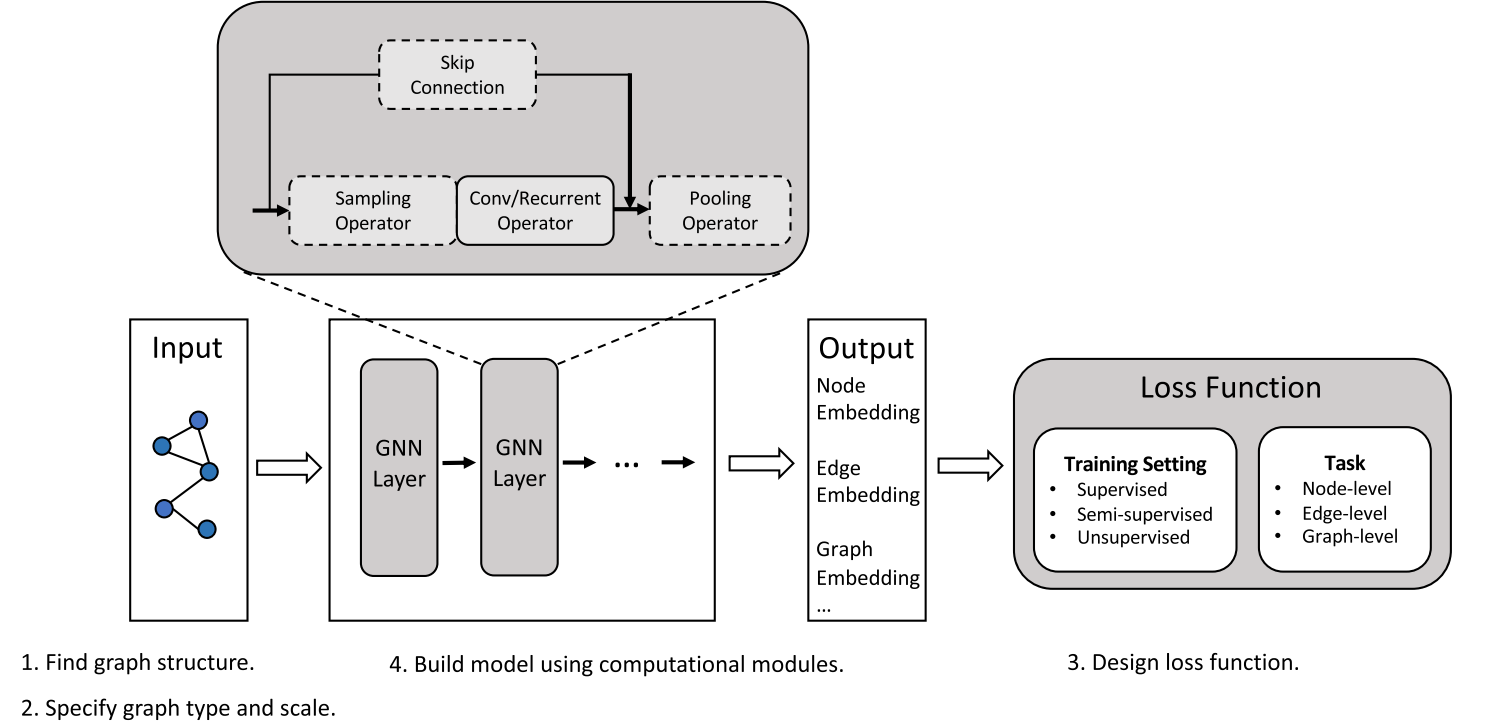 Skip
Connection
Sampling
Operator
Conv/Recurrent
Operator
Pooling
Operator
Input
GNN
Layer
GNN
Layer
...
Output
Node
Embedding
Edge
Embedding
Graph
Embedding
...
Loss Function
Training Setting
• Supervised
• Semi-supervised
• Unsupervised
Task
• Node-level
• Edge-level
• Graph-level
1. Find graph structure.
2. Specify graph type and scale.
4. Build model using computational modules.
3. Design loss function.